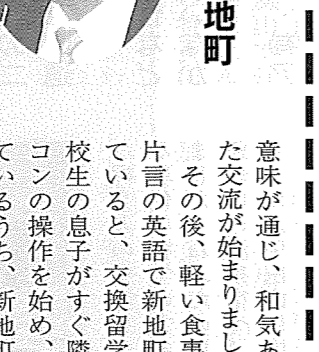 地町
意味が通じ、和気あ
た交流が始まりまし
その後、軽い食事
片言の英語で新地町
ていると、交換留学
校生の息子がすぐ隣
コンの操作を始め、
ているうち、新地町